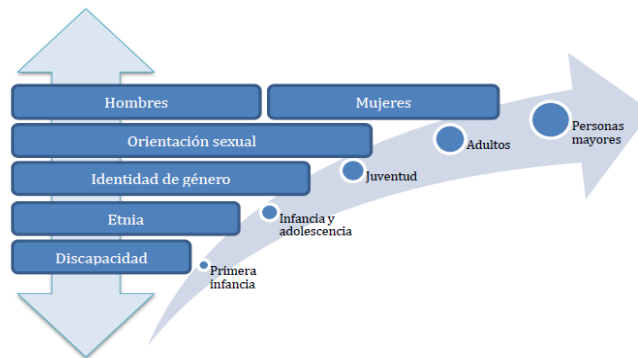 Hombres
Mujeres
Orientación sexual
Identidad de género
Etnia
Discapacidad
Primera
infancia
Infancia y
adolescencia
Juventud
Adultos
Personas
mayores